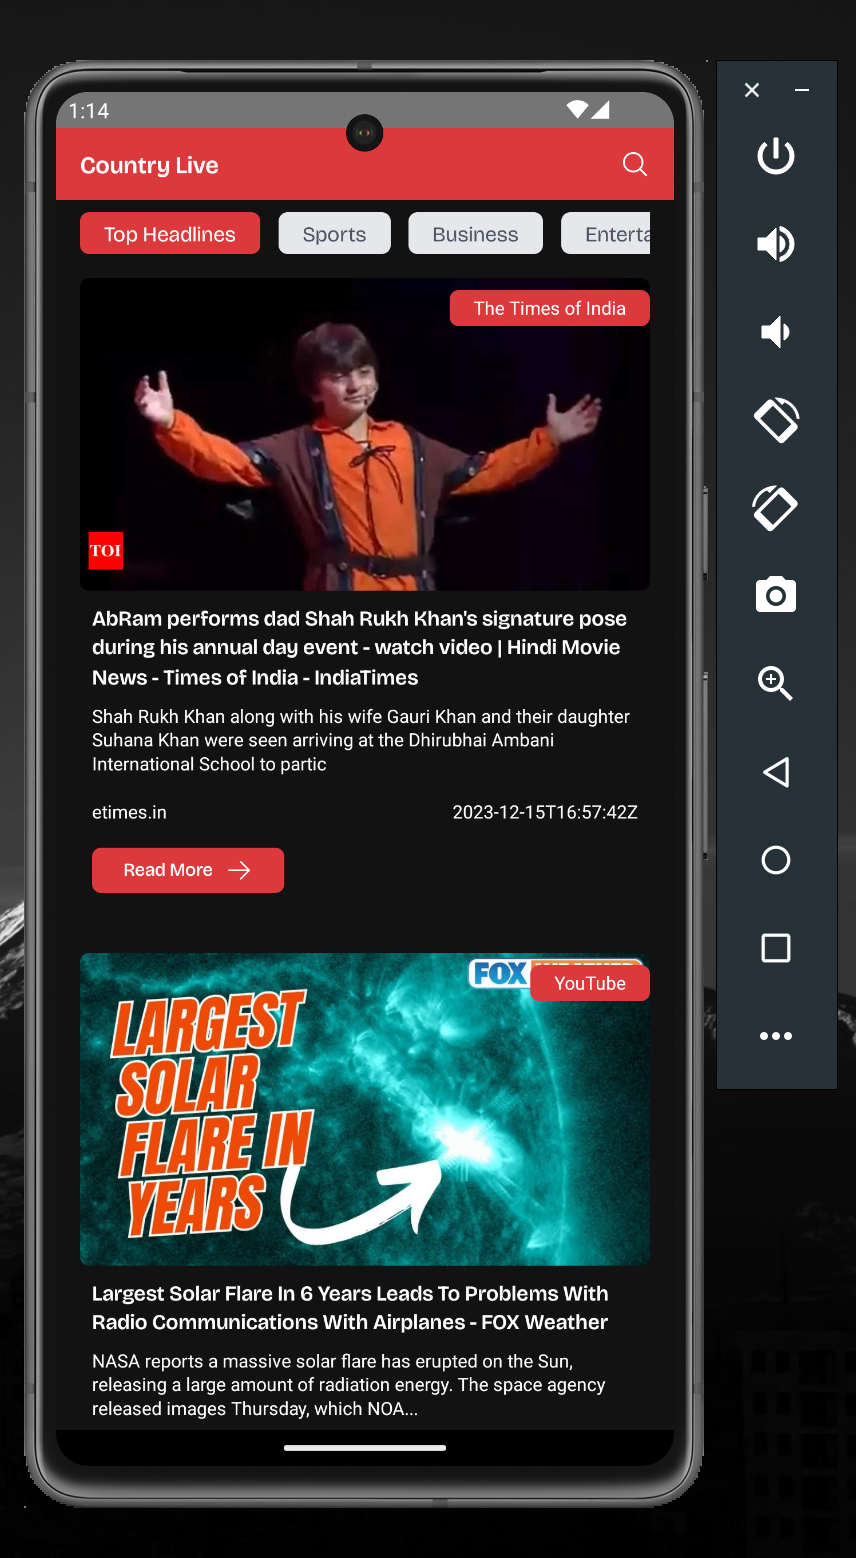 1:14
Country Live
Top Headlines
Sports
Business
Enterta
The Times of India
TOI
AbRam performs dad Shah Rukh Khan's signature pose
during his annual day event - watch video | Hindi Movie
News - Times of India - IndiaTimes
Shah Rukh Khan along with his wife Gauri Khan and their daughter
Suhana Khan were seen arriving at the Dhirubhai Ambani
International School to partic
etimes.in
2023-12-15T16:57:42Z
Read More
FOX
YouTube
LARGEST
SOLAR
FLARE IN
YEARS
Largest Solar Flare In 6 Years Leads To Problems With
Radio Communications With Airplanes - FOX Weather
NASA reports a massive solar flare has erupted on the Sun,
releasing a large amount of radiation energy. The space agency
released images Thursday, which NOA...